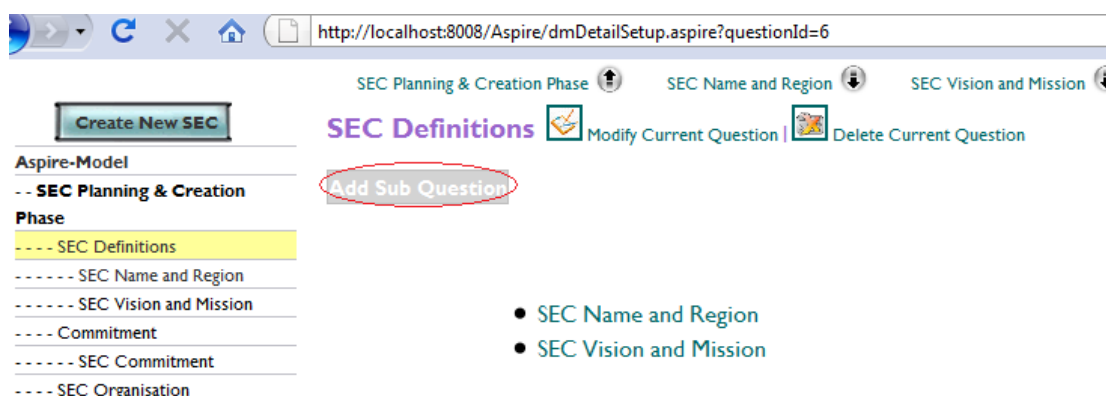 http://localhost:8008/Aspire/dmDetailSetup.aspire?questionId=6
SEC Planning & Creation Phase SEC Name and Region SEC Vision and Mission
Create New SEC
SEC Definitions Modify Current Question | Delete Current Question
Aspire-Model
- - SEC Planning & Creation
Phase
Add Sub Question
- - - - SEC Definitions
- - - - - - SEC Name and Region
- - - - - - SEC Vision and Mission
- - - - Commitment
- - - - - - SEC Commitment
- - - - SEC Organisation
• SEC Name and Region
• SEC Vision and Mission